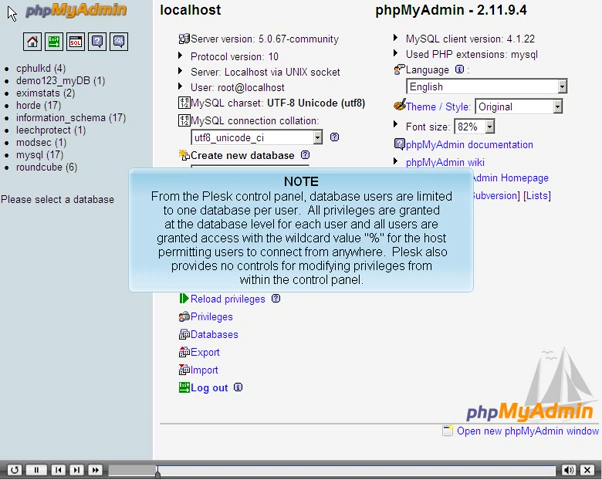 phpMyAdmin
SQL
cphulkd (4)
demo123_myDB (1)
eximstats (2)
horde (17)
information_schema (17)
leechprotect (1)
modsec (1)
mysql (17)
roundcube (6)
Please select a database
localhost
Server version: 5.0.67-community
Protocol version: 10
Server: Localhost via UNIX socket
User: root@localhost
MySQL charset: UTF-8 Unicode (utf8)
MySQL connection collation:
utf8_unicode_ci
Create new database
phpMyAdmin - 2.11.9.4
MySQL client version: 4.1.22
Used PHP extensions: mysql
Language :
English
Theme / Style: Original
Font size: 82%
phpMyAdmin documentation
phpMyAdmin wiki
Admin Homepage
Subversion] [Lists]
NOTE
From the Plesk control panel, database users are limited
to one database per user. All privileges are granted
at the database level for each user and all users are
granted access with the wildcard value "%" for the host
permitting users to connect from anywhere. Plesk also
provides no controls for modifying privileges from
within the control panel.
Reload privileges
Privileges
Databases
Export
Import
Log out
phpMyAdmin
Open new phpMyAdmin window